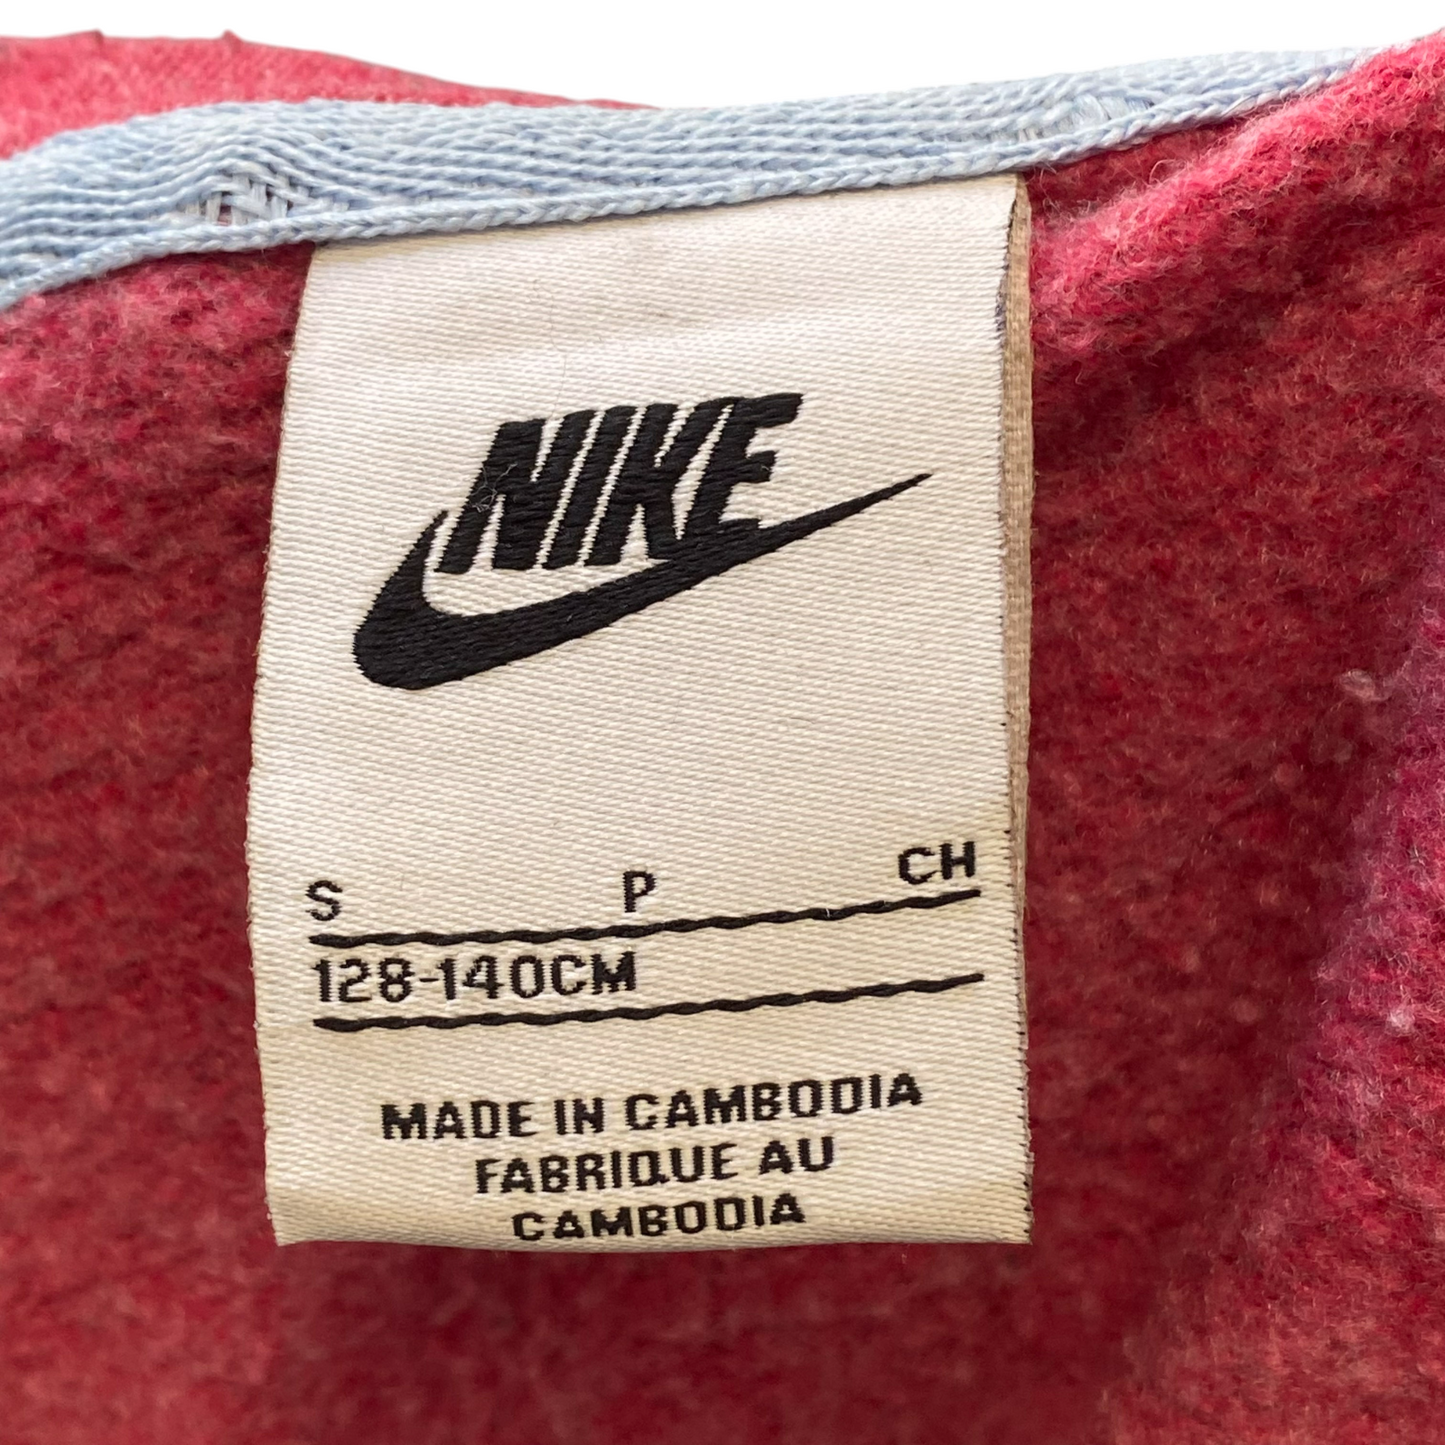 NIKE
S P CH
128-140CM
MADE IN CAMBODIA
FABRIQUE AU
CAMBODIA